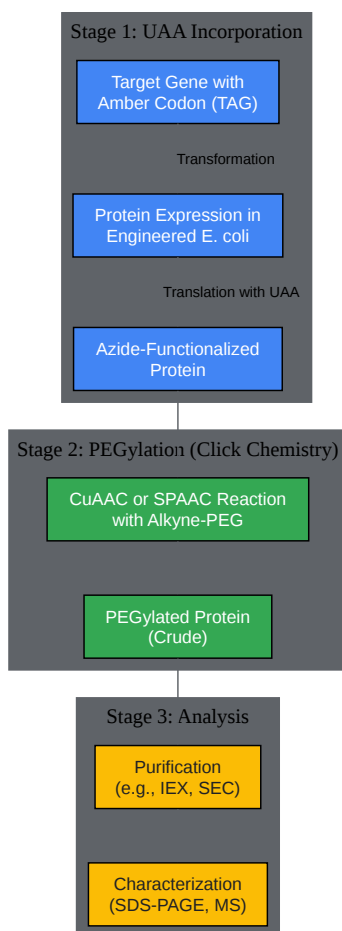 Stage 1: UAA Incorporation
Target Gene with
Amber Codon (TAG)
Transformation
Protein Expression in
Engineered E. coli
Translation with UAA
Azide-Functionalized
Protein
Stage 2: PEGylation (Click Chemistry)
CuAAC or SPAAC Reaction
with Alkyne-PEG
PEGylated Protein
(Crude)
Stage 3: Analysis
Purification
(e.g., IEX, SEC)
Characterization
(SDS-PAGE, MS)